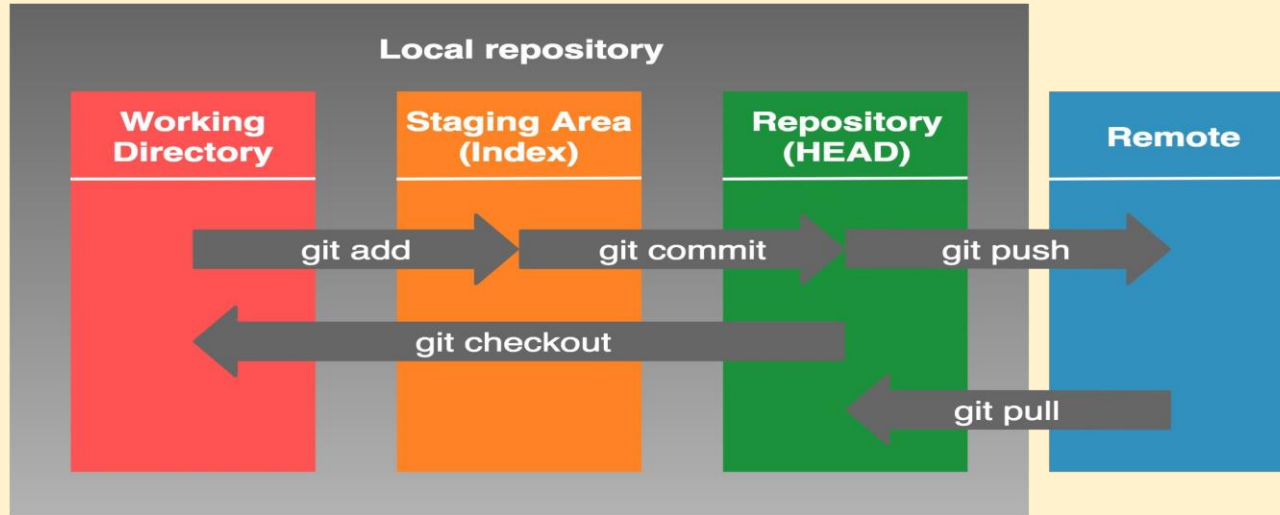 Local repository
Working
Directory
Staging Area
(Index)
Repository
(HEAD)
Remote
git add
git commit
git push
git checkout
git pull